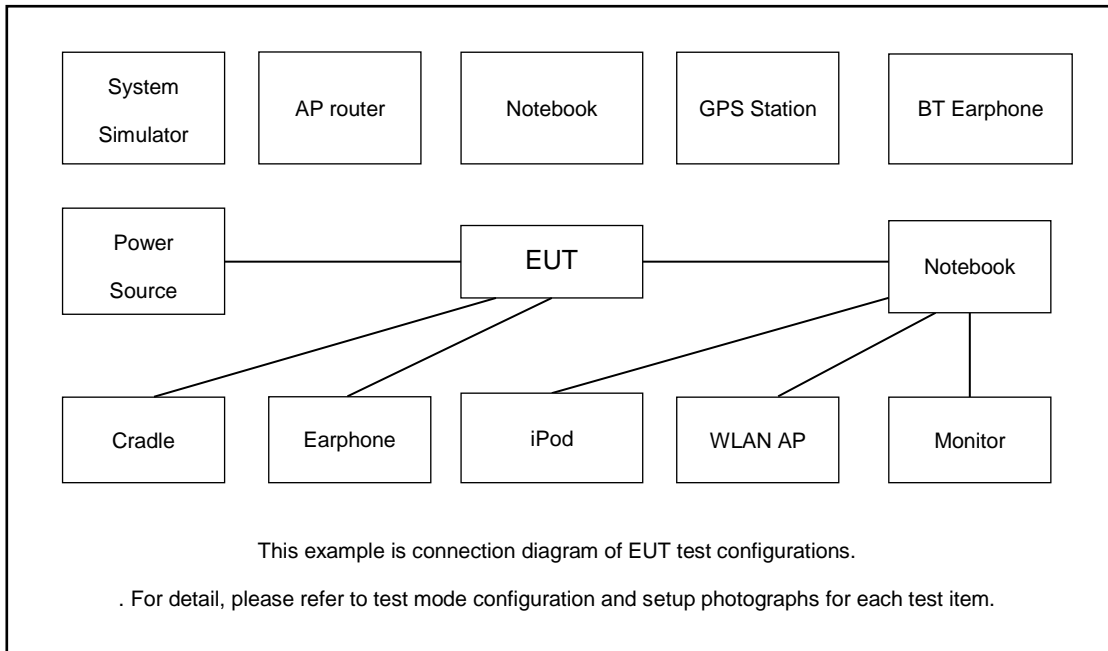 System
Simulator
AP router
Notebook
GPS Station
BT Earphone
Power
Source
EUT
Notebook
Cradle
Earphone
iPod
WLAN AP
Monitor
This example is connection diagram of EUT test configurations.
. For detail, please refer to test mode configuration and setup photographs for each test item.